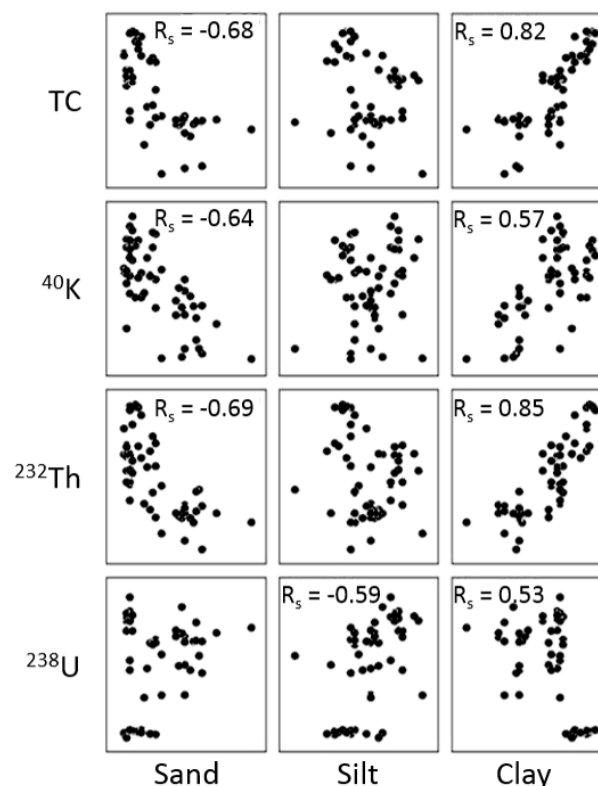 TC
R_s = -0.68
R_s = 0.82
⁴⁰K
R_s = -0.64
R_s = 0.57
²³²Th
R_s = -0.69
R_s = 0.85
²³⁸U
R_s = -0.59
R_s = 0.53
Sand Silt Clay